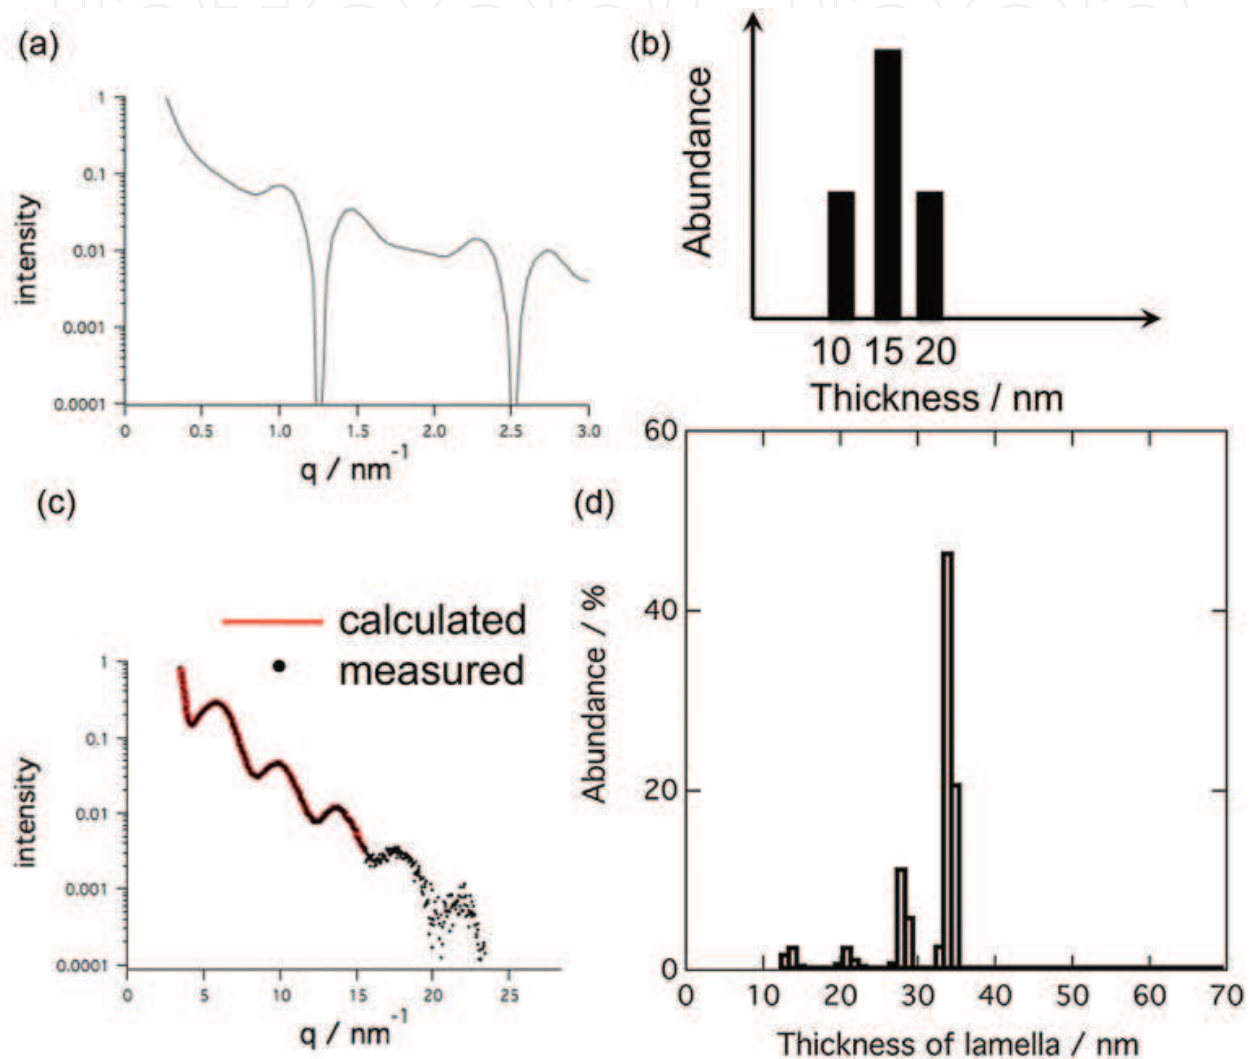 (a)
intensity
1
0.1
0.01
0.001
0.0001
0
0.5
1.0
1.5
2.0
2.5
3.0
q / nm-1
(b)
Abundance
10 15 20
Thickness / nm
(c)
calculated
measured
intensity
1
0.1
0.01
0.001
0.0001
0
5
10
15
20
25
q / nm-1
(d)
Abundance / %
60
40
20
0
0
10
20
30
40
50
60
70
Thickness of lamella / nm